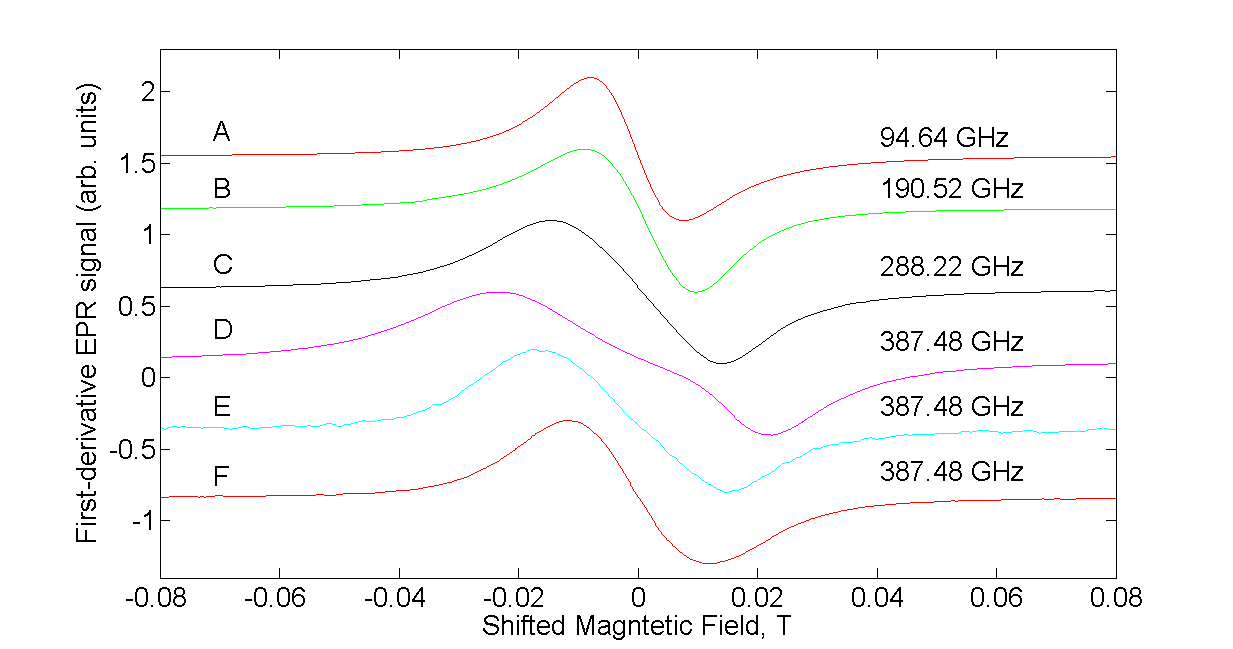 First-derivative EPR signal (arb. units)
2
1.5
1
0.5
0
-0.5
-1
A
94.64 GHz
B
190.52 GHz
C
288.22 GHz
D
387.48 GHz
E
387.48 GHz
F
387.48 GHz
-0.08
-0.06
-0.04
-0.02
0
0.02
0.04
0.06
0.08
Shifted Magntetic Field, T